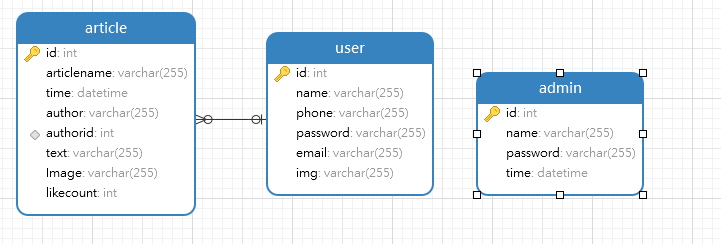 article
id: int
articlename: varchar(255)
time: datetime
author: varchar(255)
authorid: int
text: varchar(255)
Image: varchar(255)
likecount: int
user
id: int
name: varchar(255)
phone: varchar(255)
password: varchar(255)
email: varchar(255)
img: varchar(255)
admin
id: int
name: varchar(255)
password: varchar(255)
time: datetime